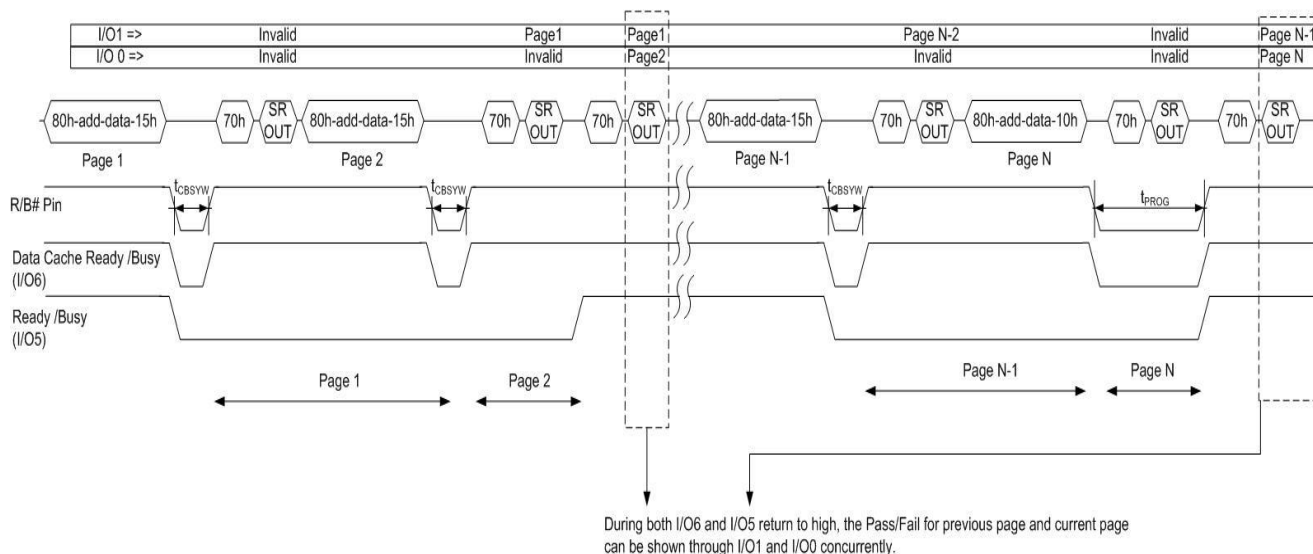 I/O1 => Invalid Page1 Page1 Page N-2 Invalid Page N-1
I/O 0 => Invalid Invalid Page2 Invalid Invalid Page N
80h-add-data-15h 70h SR OUT 80h-add-data-15h 70h SR OUT 70h SR OUT 80h-add-data-15h 70h SR OUT 80h-add-data-10h 70h SR OUT 70h SR OUT
Page 1 Page 2 Page N-1 Page N
tCBSYW tCBSYW tCBSYW tPROG
R/B# Pin
Data Cache Ready /Busy
(I/O6)
Ready /Busy
(I/O5)
Page 1 Page 2 Page N-1 Page N
During both I/O6 and I/O5 return to high, the Pass/Fail for previous page and current page
can be shown through I/O1 and I/O0 concurrently.